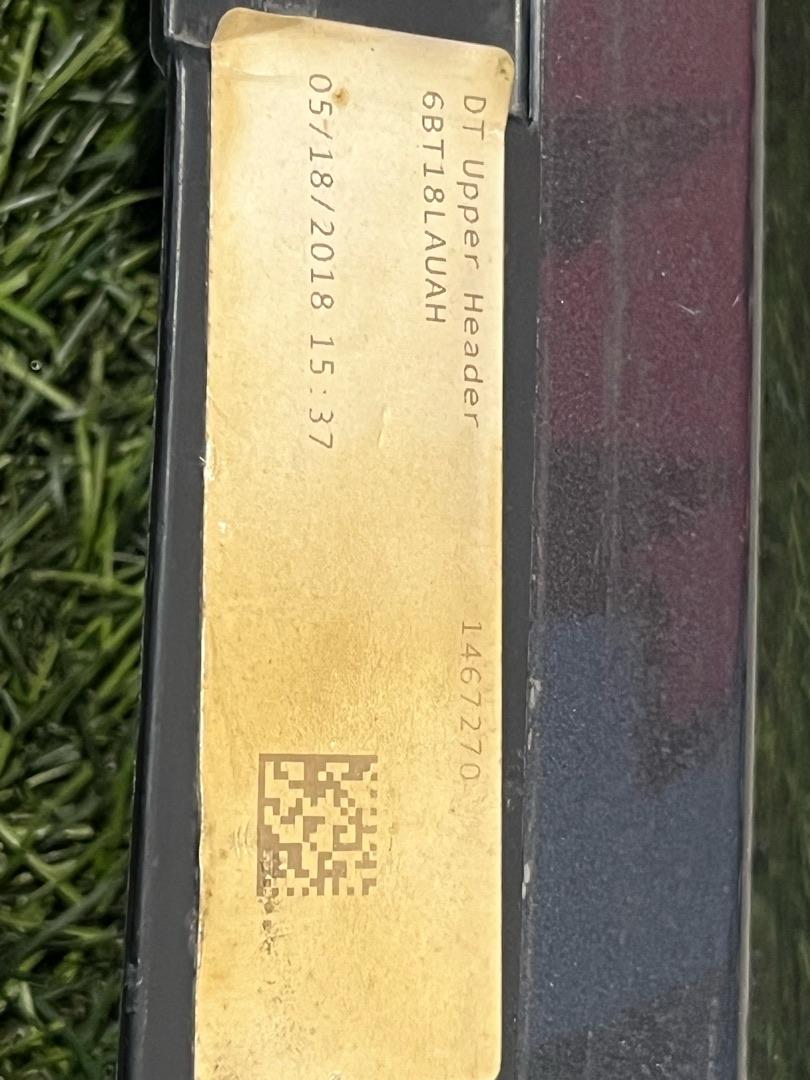 DT Upper Header 1467270
6BT18LAUAH
05/18/2018 15:37